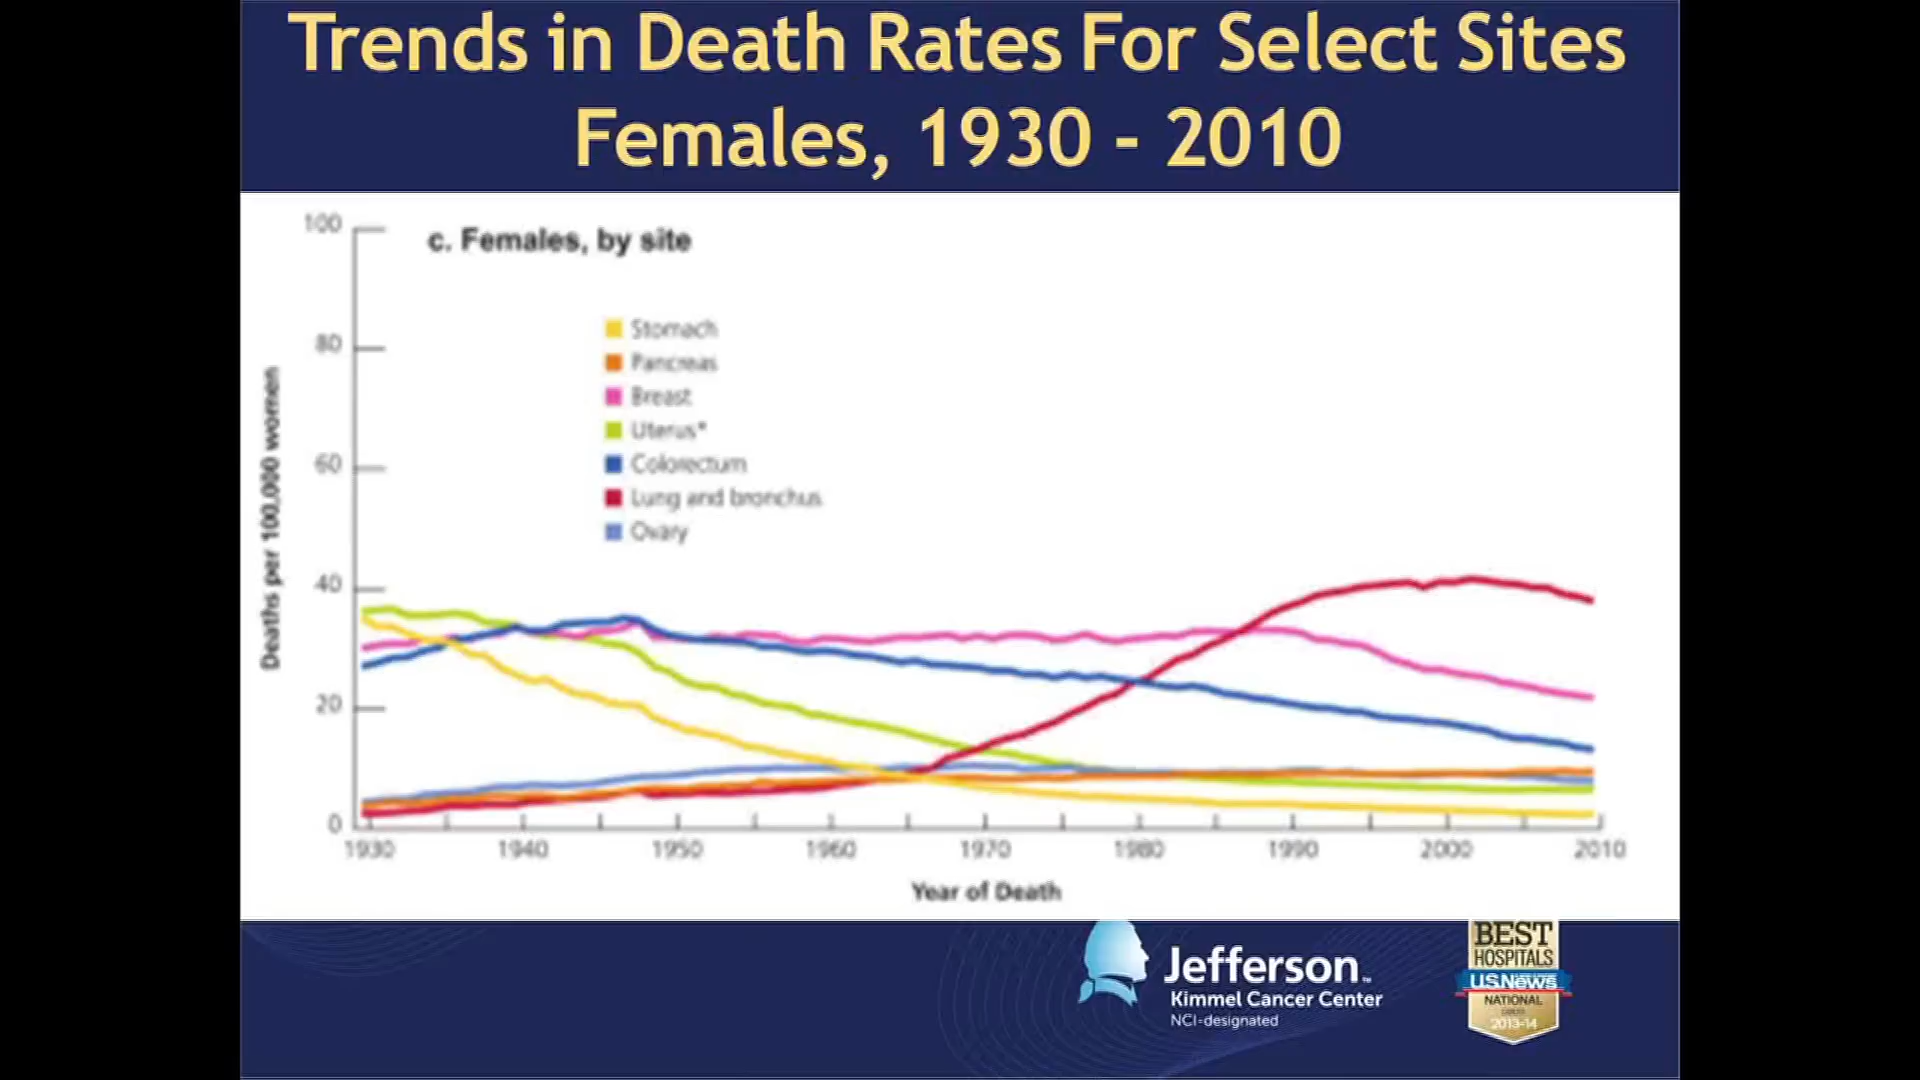 Trends in Death Rates For Select Sites
Females, 1930 - 2010
c. Females, by site
100
80
60
40
20
0
Deaths per 100,000 women
Stomach
Pancreas
Breast
Uterus*
Colorectum
Lung and bronchus
Ovary
1930 1940 1950 1960 1970 1980 1990 2000 2010
Year of Death
Jefferson™
Kimmel Cancer Center
NCI-designated
BEST
HOSPITALS
U.S.News
NATIONAL
2013-14